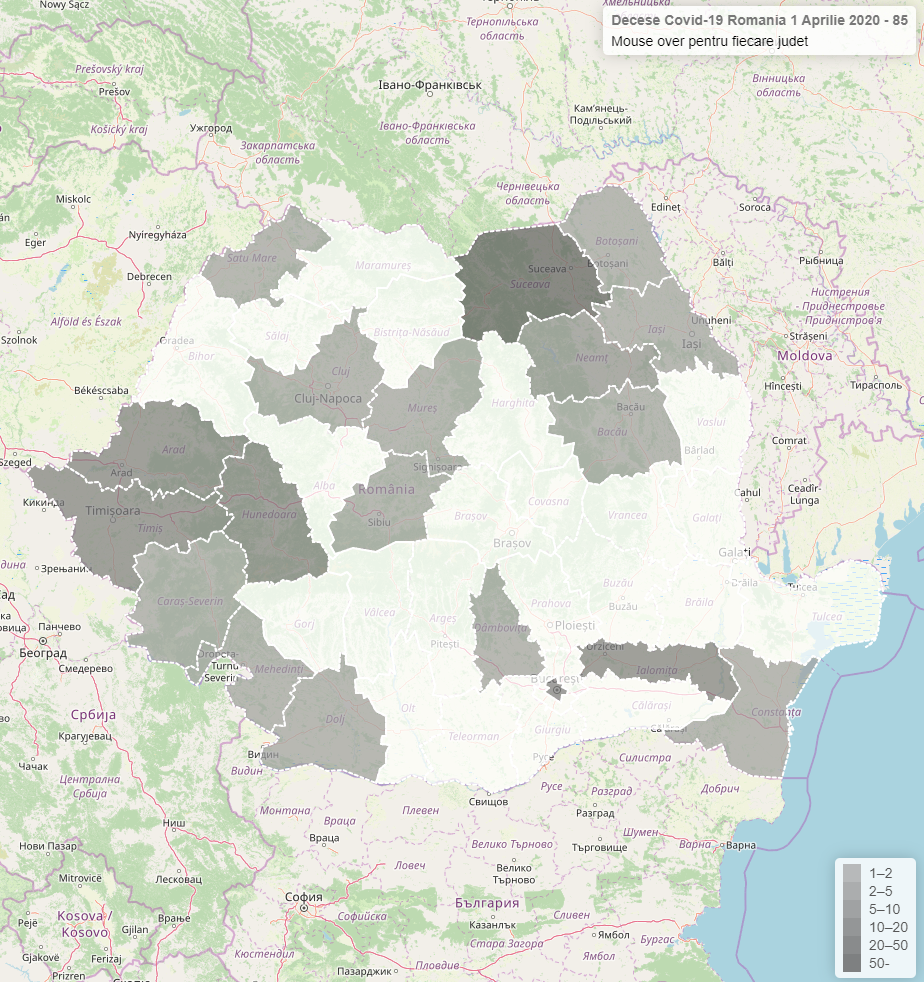 Nowy Sącz
Тернопіль
Хмельницький
Decese Covid-19 Romania 1 Aprilie 2020 - 85
Mouse over pentru fiecare judet
Тернопільська
область
Prešovský kraj
Prešov
Івано-Франківськ
Вінницька
область
Košický kraj
Ужгород
Івано-Франківська
область
Кам'янець-
Подільський
Закарпатська
область
Чернівецька
область
Miskolc
Edineț
Soroca
Eger
Nyiregyháza
Botoșani
Botoșani
Satu Mare
Maramureș
Suceava
Suceava
Bălți
Рыбница
Debrecen
Нистрения
Приднестровье
Придністров'я
Alföld és Észak
Szolnok
Oradea
Bihor
Sălaj
Bistrița-Năsăud
Iași
Iași
Ungheni
Strășeni
Moldova
Cluj
Cluj-Napoca
Neamț
Hîncești
Тирасполь
Békéscsaba
Mureș
Harghita
Bacău
Bacău
Vaslui
Bârlad
Comrat
Szeged
Arad
Arad
Sighișoara
Alba
România
Sibiu
Cahul
Ceadîr-
Lunga
Кикинда
Timișoara
Timiș
Hunedoara
Brașov
Brașov
Covasna
Vrancea
Galați
Galați
Зрењанин
Caraș-Severin
Buzău
Buzău
Brăila
Brăila
Tulcea
Tulcea
Gorj
Vâlcea
Argeș
Pitești
Prahova
Ploiești
Dâmbovița
Панчево
Београд
Смедерево
Drobeta-
Turnu
Severin
Mehedinți
Urziceni
Ialomița
București
Србија
Крагујевац
Dolj
Olt
Teleorman
Giurgiu
Călărași
Călărași
Constanța
Чачак
Видин
Видин
Русе
Силистра
Свищов
Русе
Разград
Разград
Добрич
Централна
Србија
Монтана
Враца
Враца
Плевен
Ниш
Велико Търново
Търговище
Шумен
Варна
Варна
Нови Пазар
Ловеч
Велико
Търново
Mitrovicë
Лесковац
София
Софийска
България
Казанлък
Сливен
Kosova /
Kosovo
Pejë
Gjilan
Врање
Gjakovë
Ferizaj
Prizren
Кюстендил
Пазарджик
Пловдив
Стара Загора
Ямбол
Ямбол
Бургас
1–2
2–5
5–10
10–20
20–50
50-